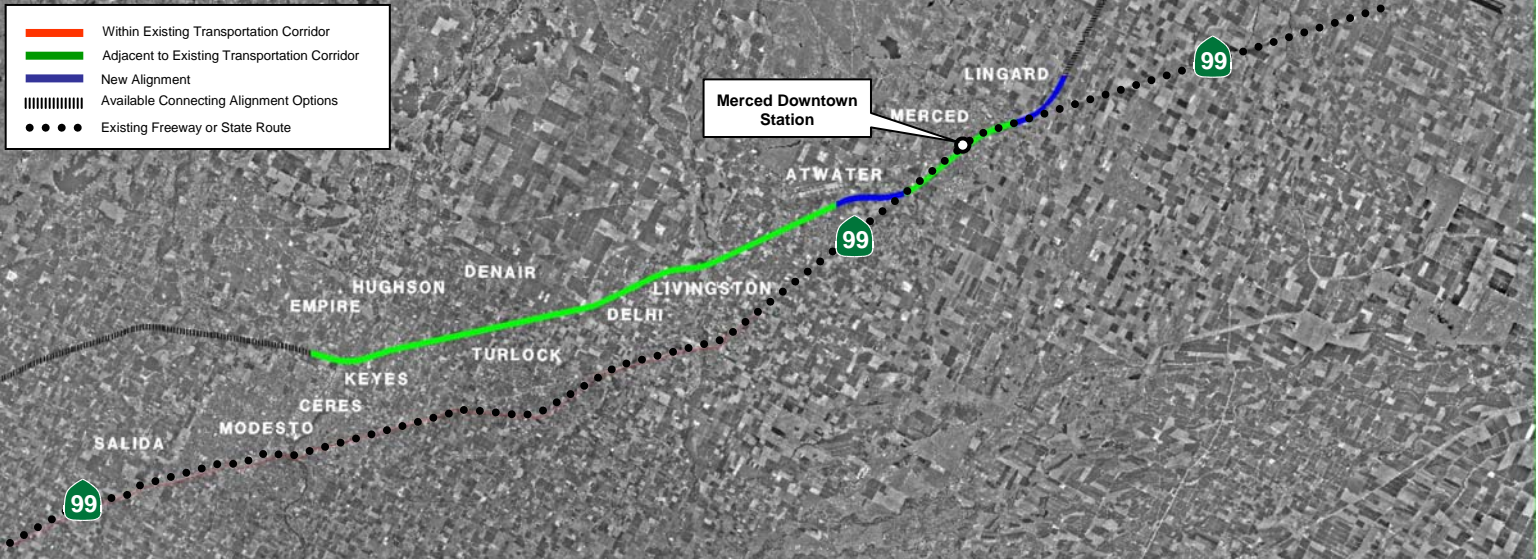 Within Existing Transportation Corridor
Adjacent to Existing Transportation Corridor
New Alignment
Available Connecting Alignment Options
Existing Freeway or State Route
99
LINGARD
Merced Downtown
Station
MERCED
ATWATER
99
DENAIR
HUGHSON
LIVINGSTON
EMPIRE
DELHI
TURLOCK
KEYES
CERES
MODESTO
SALIDA
99